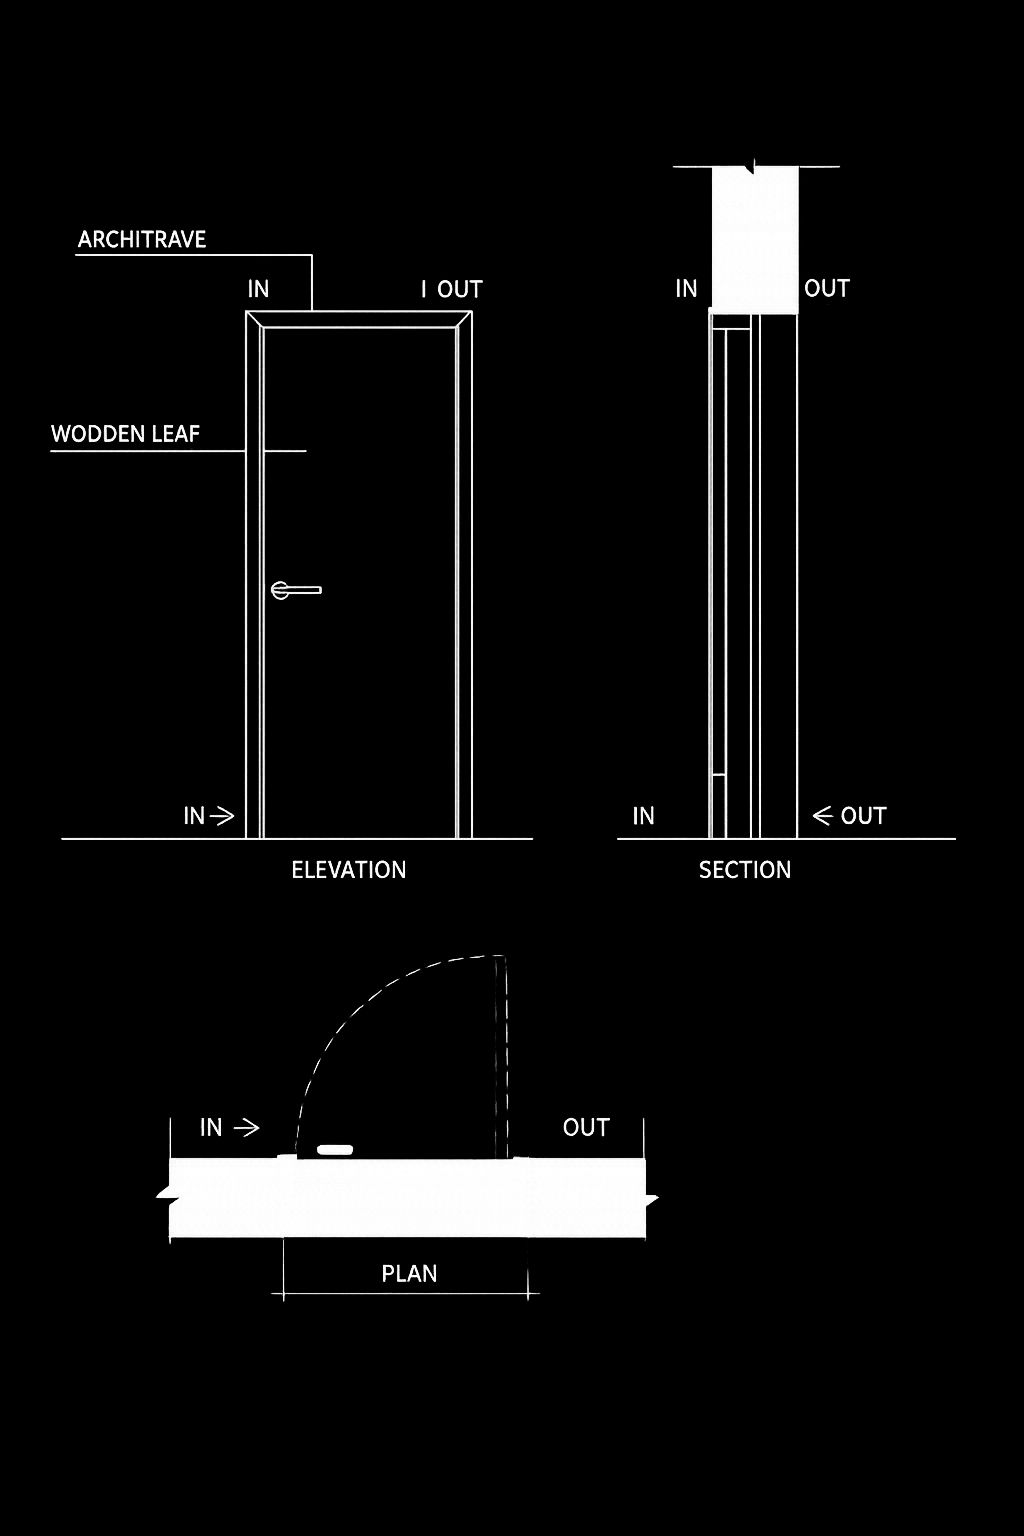 ARCHITRAVE
IN
I OUT
IN
OUT
WODDEN LEAF
IN →
IN
← OUT
ELEVATION
SECTION
IN →
OUT
PLAN